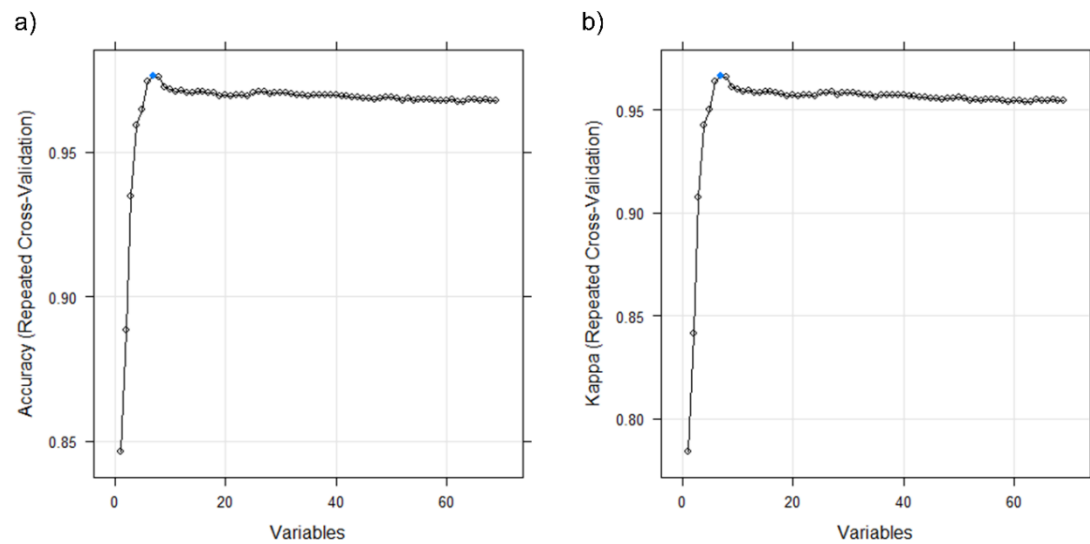 a)
Accuracy (Repeated Cross-Validation)
0.95
0.90
0.85
0 20 40 60
Variables
b)
Kappa (Repeated Cross-Validation)
0.95
0.90
0.85
0.80
0 20 40 60
Variables